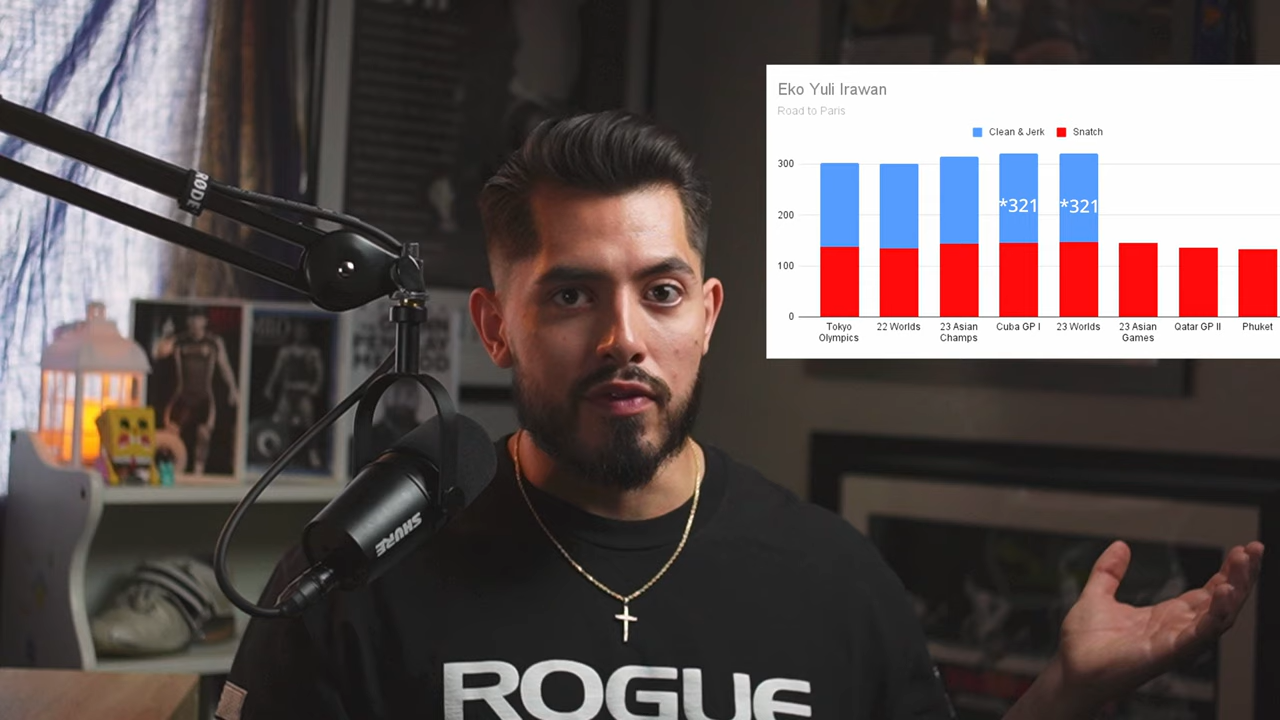 Eko Yuli Irawan
Road to Paris
Clean & Jerk
Snatch
300
200
100
0
*321
*321
Tokyo Olympics
22 Worlds
23 Asian Champs
Cuba GP I
23 Worlds
23 Asian Games
Qatar GP II
Phuket
RØDE
SHURE
ROGUE